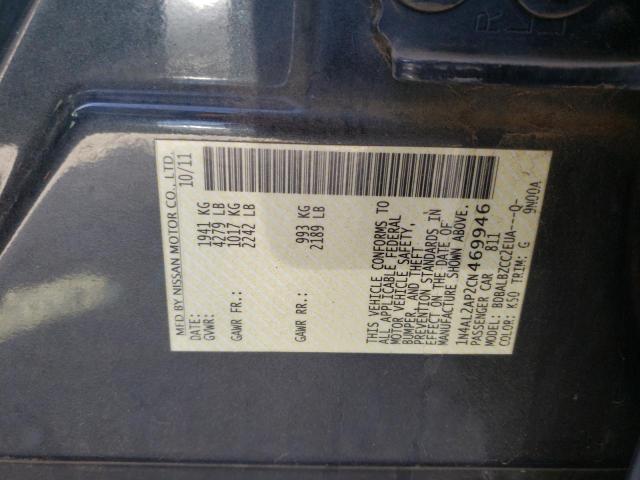 MFD BY NISSAN MOTOR CO., LTD.
DATE: 10/11
GVWR: 1941 KG
4279 LB
GAWR FR: 1017 KG
2242 LB
GAWR RR: 993 KG
2189 LB
THIS VEHICLE CONFORMS TO
ALL APPLICABLE FEDERAL
MOTOR VEHICLE SAFETY,
BUMPER, AND THEFT
PREVENTION STANDARDS IN
EFFECT ON THE DATE OF
MANUFACTURE SHOWN ABOVE.
1N4AL2AP2CN469946
PASSENGER CAR B11
MODEL: BDBALBZCC2EUA---Q-
COLOR: K50 TRIM: G 9N00A